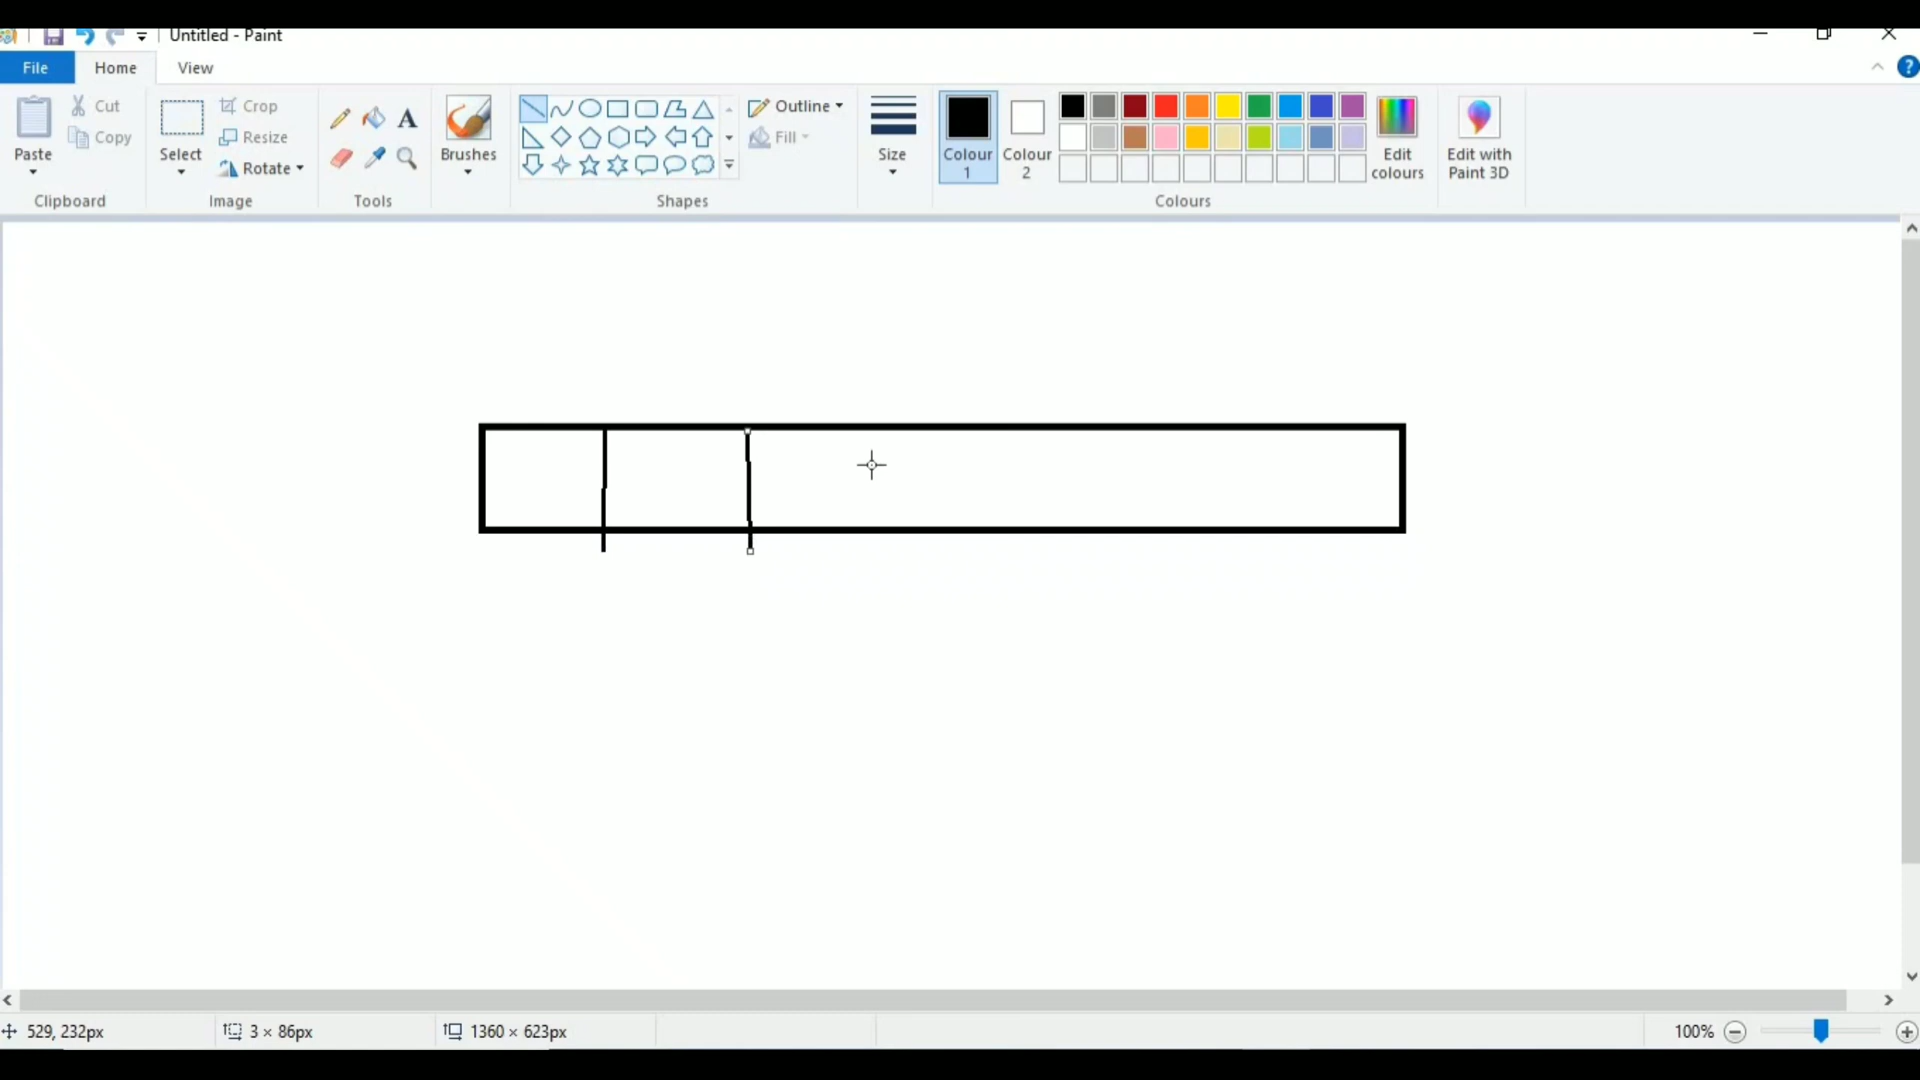 Untitled - Paint
File Home View
Cut
Copy
Paste
Clipboard
Select
Crop
Resize
Rotate
Image
A
Tools
Brushes
Outline
Fill
Shapes
Size
Colour
1
Colour
2
Edit
colours
Colours
Edit with
Paint 3D
?
529, 232px
3 × 86px
1360 × 623px
100%